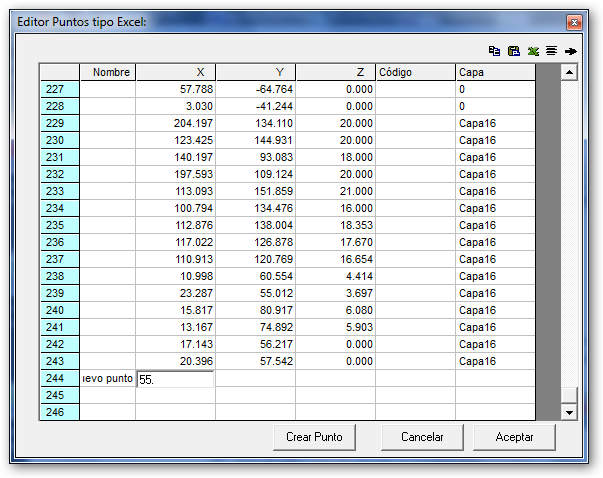 Editor Puntos tipo Excel:
Nombre X Y Z Código Capa
227 57.788 -64.764 0.000 0
228 3.030 -41.244 0.000 0
229 204.197 134.110 20.000 Capa16
230 123.425 144.931 20.000 Capa16
231 140.197 93.083 18.000 Capa16
232 197.593 109.124 20.000 Capa16
233 113.093 151.859 21.000 Capa16
234 100.794 134.476 16.000 Capa16
235 112.876 138.004 18.353 Capa16
236 117.022 126.878 17.670 Capa16
237 110.913 120.769 16.654 Capa16
238 10.998 60.554 4.414 Capa16
239 23.287 55.012 3.697 Capa16
240 15.817 80.917 6.080 Capa16
241 13.167 74.892 5.903 Capa16
242 17.143 56.217 0.000 Capa16
243 20.396 57.542 0.000 Capa16
244 uevo punto 55.
245
246
Crear Punto Cancelar Aceptar